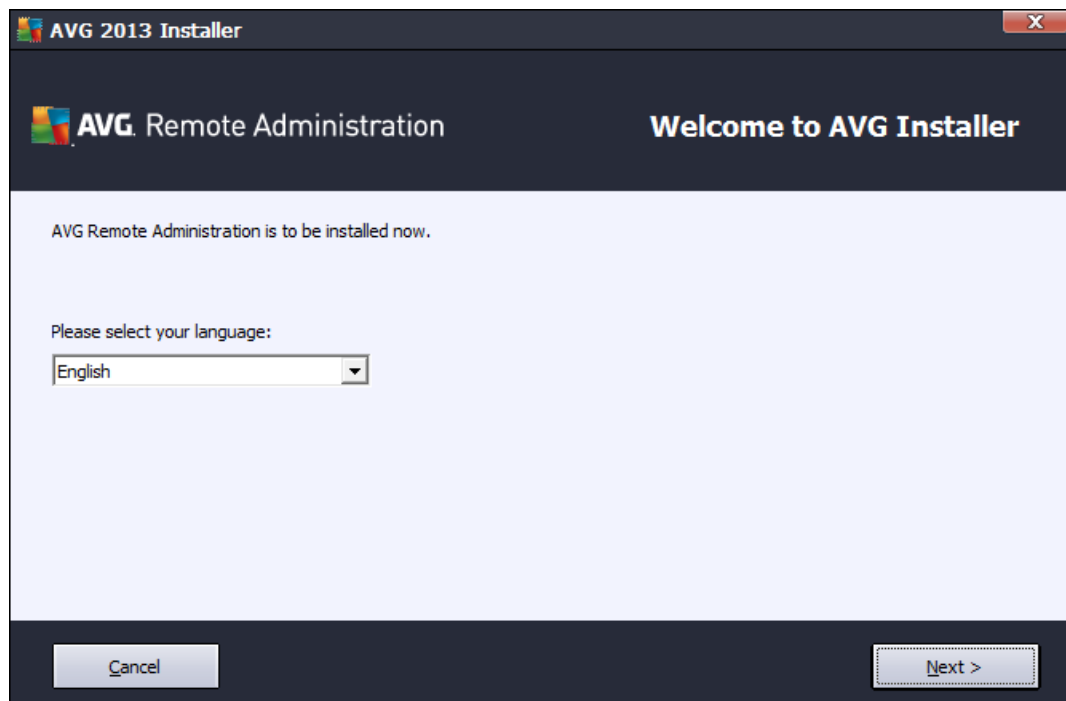 AVG 2013 Installer
X
AVG. Remote Administration
Welcome to AVG Installer
AVG Remote Administration is to be installed now.
Please select your language:
English
Cancel
Next >